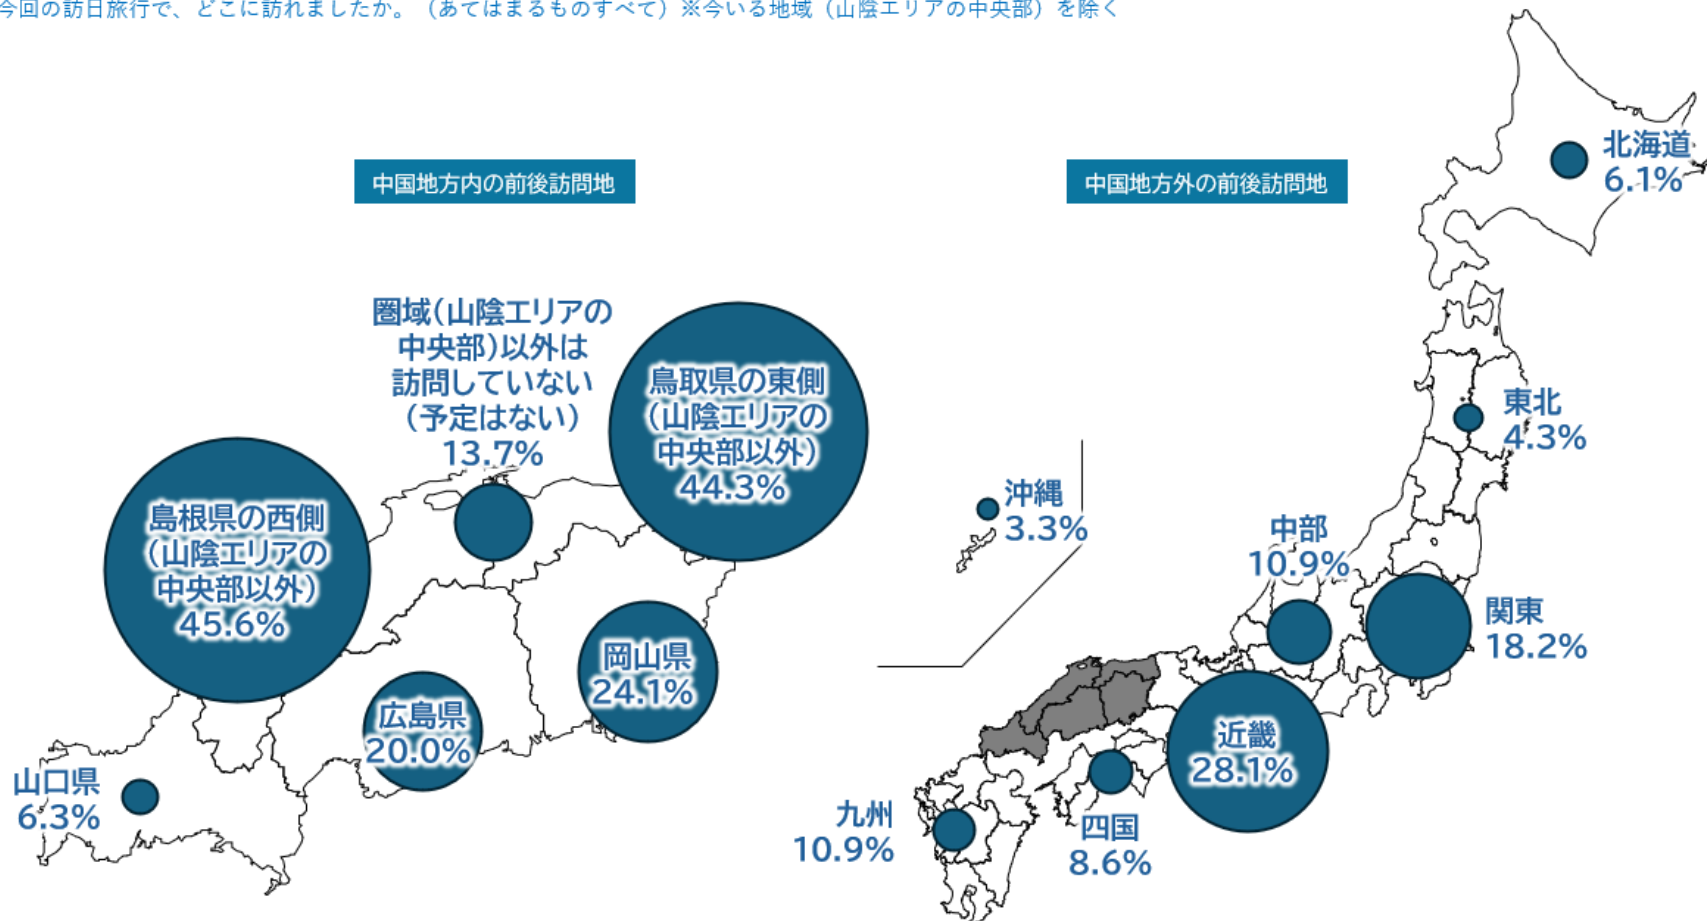 今回の訪日旅行で、どこに訪れましたか。（あてはまるものすべて）※今いる地域（山陰エリアの中央部）を除く
中国地方内の前後訪問地
圏域（山陰エリアの
中央部）以外は
訪問していない
（予定はない）
13.7%
鳥取県の東側
（山陰エリアの
中央部以外）
44.3%
島根県の西側
（山陰エリアの
中央部以外）
45.6%
岡山県
24.1%
広島県
20.0%
山口県
6.3%
中国地方外の前後訪問地
北海道
6.1%
東北
4.3%
沖縄
3.3%
中部
10.9%
関東
18.2%
近畿
28.1%
九州
10.9%
四国
8.6%